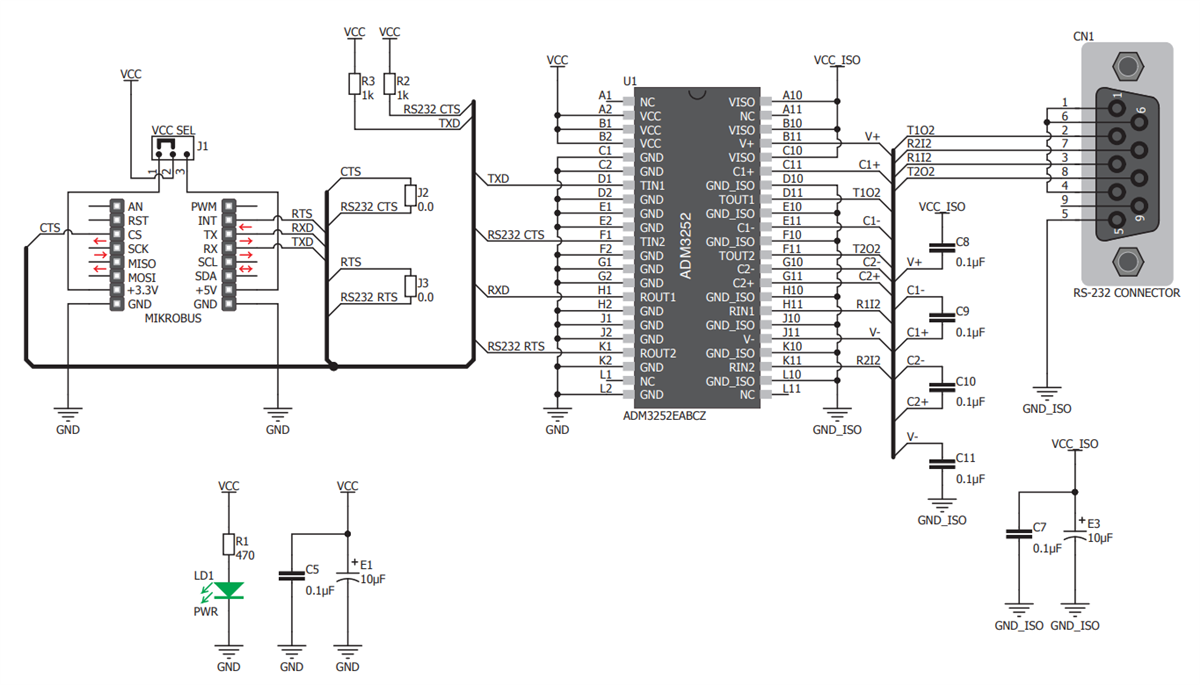 VCC VCC
R3 R2
1k 1k
RS232 CTS
TXD
VCC
VCC SEL
J1
1 2 3
CTS
AN PWM
RST INT RTS
CS TX RXD
SCK RX TXD
MISO SCL
MOSI SDA
+3.3V +5V
GND GND
MIKROBUS
GND GND
CTS
J2
0.0
RS232 CTS
RTS
J3
0.0
RS232 RTS
TXD
RS232 CTS
RXD
RS232 RTS
VCC
U1
VCC_ISO
A1 NC VISO A10
A2 VCC NC A11
B1 VCC VISO B10
B2 VCC V+ B11 V+
C1 GND VISO C10
C2 GND C1+ C11 C1+
D1 TIN1 GND_ISO D10
D2 GND TOUT1 D11 T1O2
E1 GND GND_ISO E10
E2 GND C1- E11 C1-
F1 TIN2 GND_ISO F10
F2 GND TOUT2 F11 T2O2
G1 GND C2- G10 C2-
G2 GND C2+ G11 C2+
H1 ROUT1 GND_ISO H10
H2 GND RIN1 H11 R1I2
J1 GND GND_ISO J10
J2 GND V- J11 V-
K1 ROUT2 GND_ISO K10
K2 GND RIN2 K11 R2I2
L1 NC GND_ISO L10
L2 GND NC L11
ADM3252
ADM3252EABCZ
GND
GND_ISO
T1O2
R2I2
R1I2
T2O2
VCC_ISO
C8
V+ 0.1µF
C1-
C9
C1+ 0.1µF
C2-
C10
C2+ 0.1µF
V-
C11
0.1µF
GND_ISO
CN1
1
6
2
7
3
8
4
9
5
1
6
5
9
RS-232 CONNECTOR
GND_ISO
VCC_ISO
C7
0.1µF
+ E3
10µF
GND_ISO GND_ISO
VCC
R1
470
LD1
PWR
GND
VCC
C5
0.1µF
+ E1
10µF
GND GND